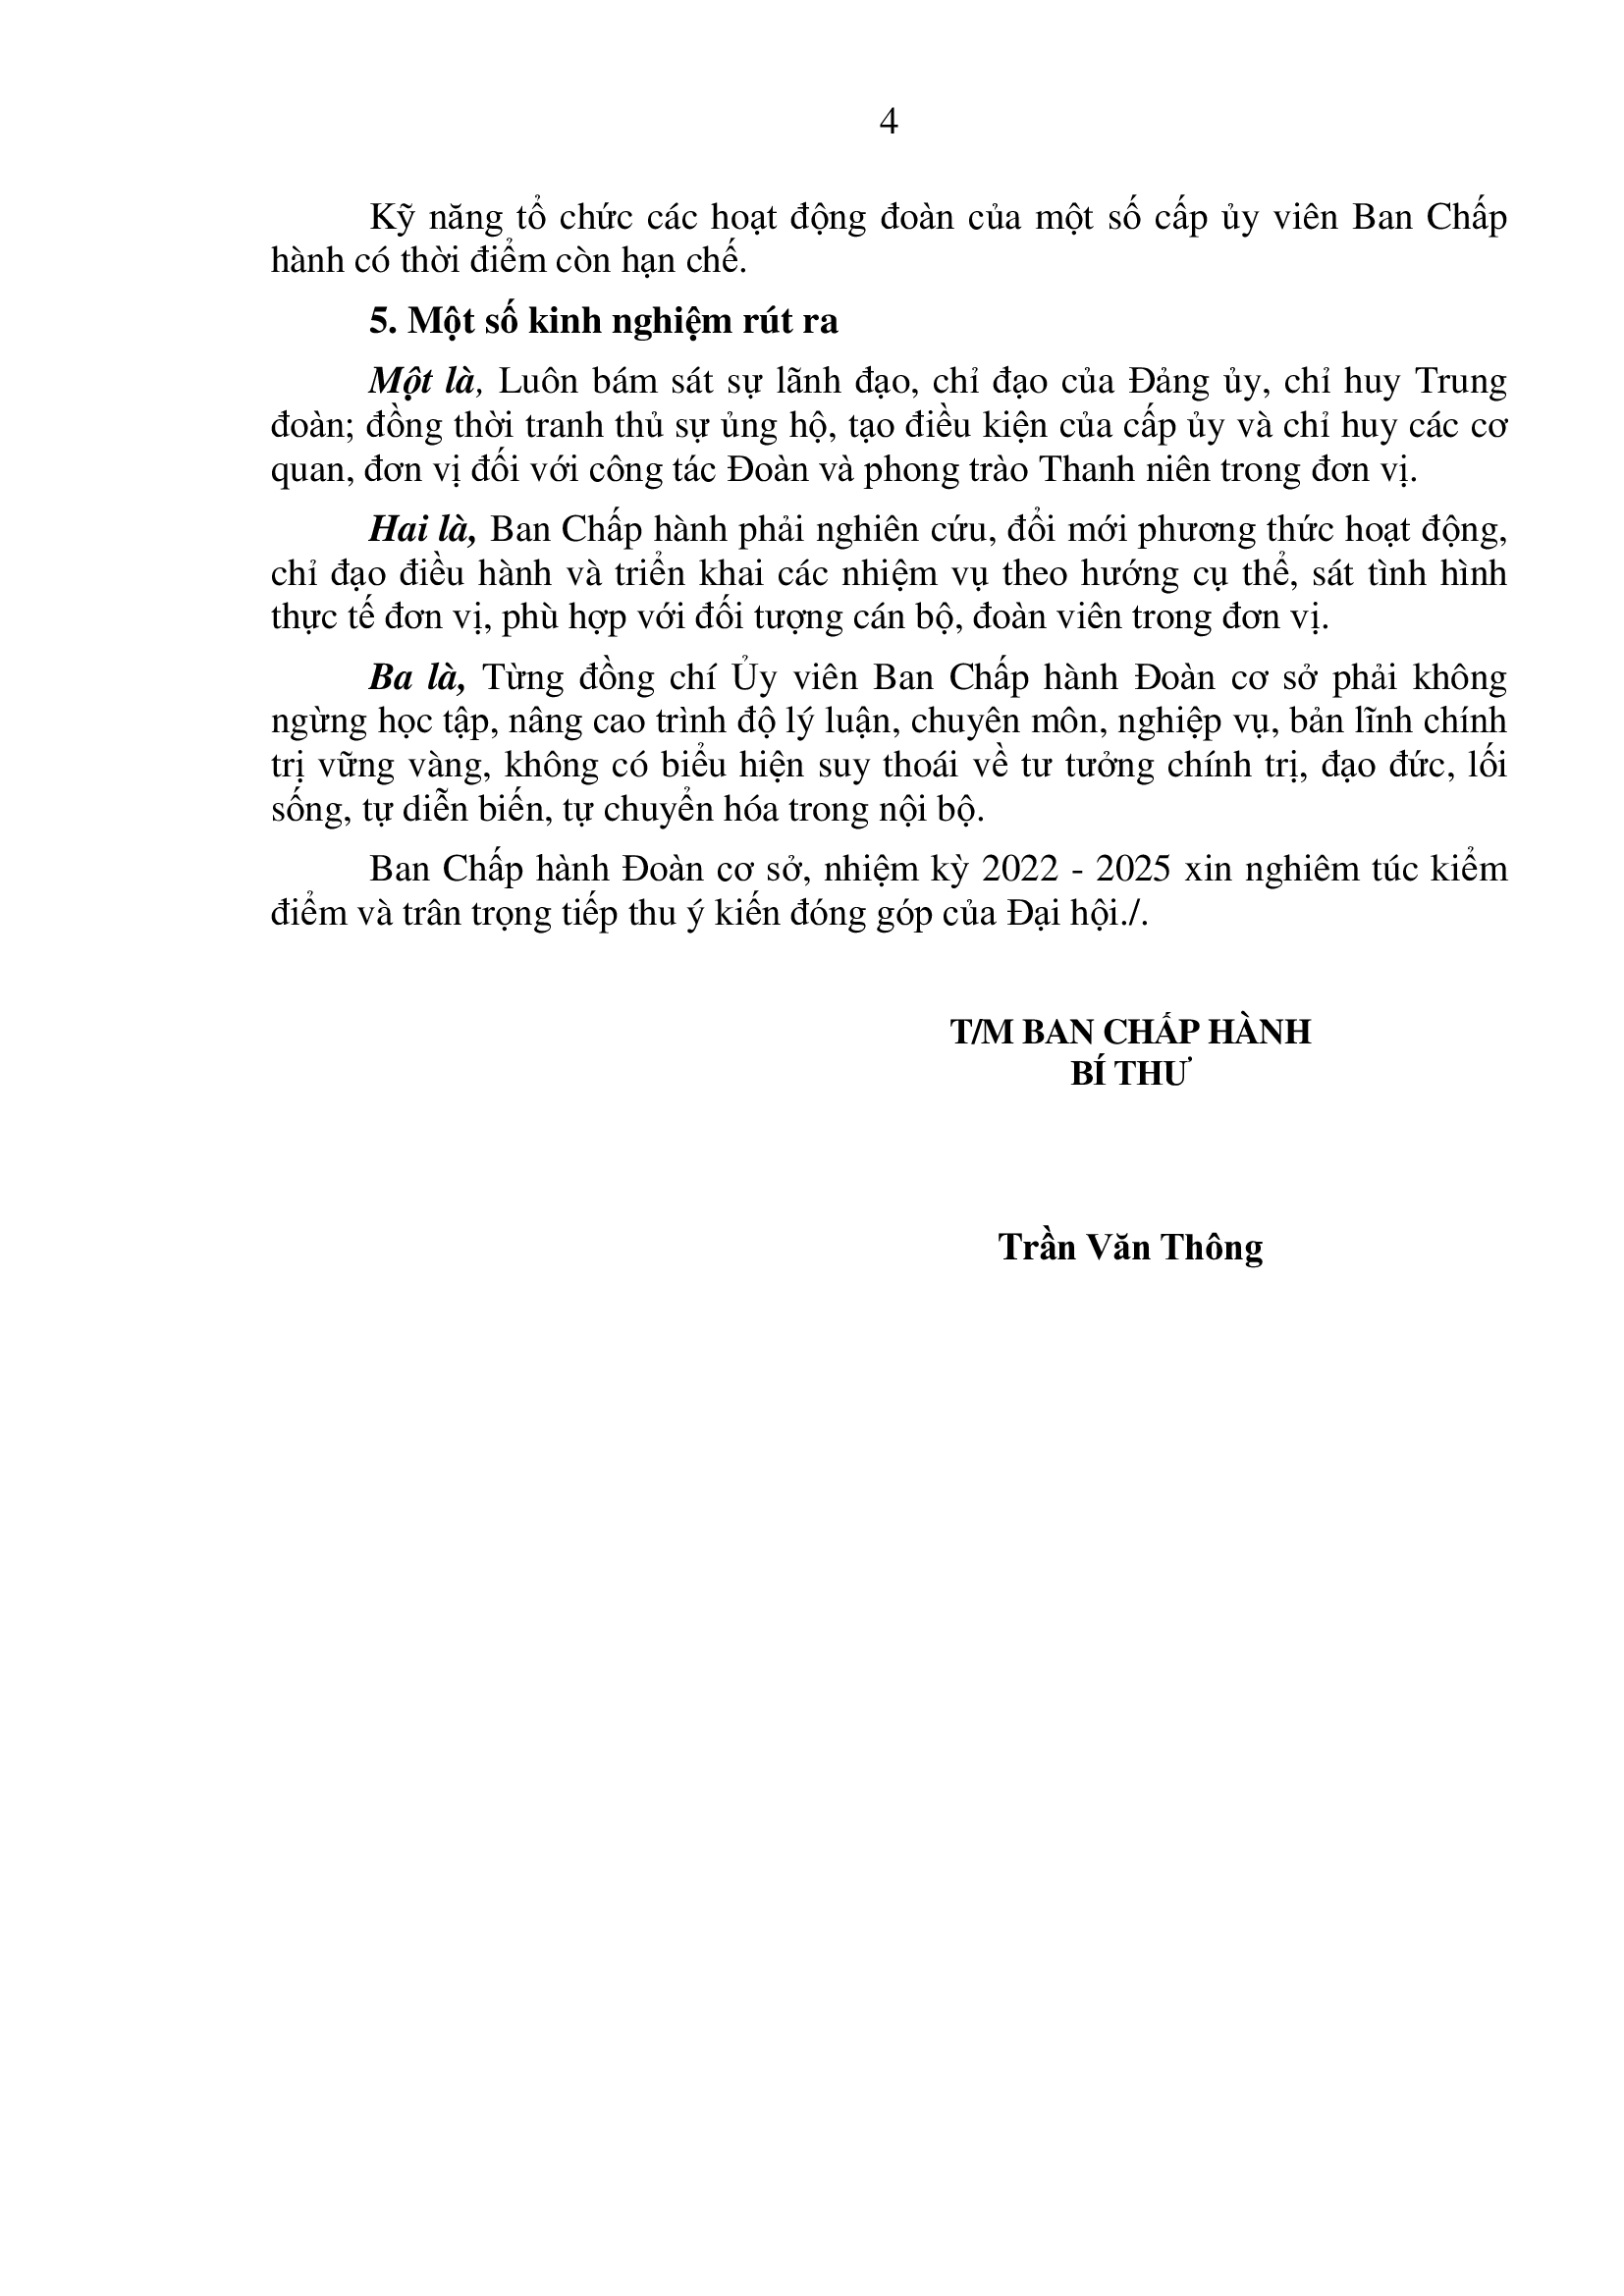 4
Kỹ năng tổ chức các hoạt động đoàn của một số cấp ủy viên Ban Chấp
hành có thời điểm còn hạn chế.
5. Một số kinh nghiệm rút ra
Một là, Luôn bám sát sự lãnh đạo, chỉ đạo của Đảng ủy, chỉ huy Trung
đoàn; đồng thời tranh thủ sự ủng hộ, tạo điều kiện của cấp ủy và chỉ huy các cơ
quan, đơn vị đối với công tác Đoàn và phong trào Thanh niên trong đơn vị.
Hai là, Ban Chấp hành phải nghiên cứu, đổi mới phương thức hoạt động,
chỉ đạo điều hành và triển khai các nhiệm vụ theo hướng cụ thể, sát tình hình
thực tế đơn vị, phù hợp với đối tượng cán bộ, đoàn viên trong đơn vị.
Ba là, Từng đồng chí Ủy viên Ban Chấp hành Đoàn cơ sở phải không
ngừng học tập, nâng cao trình độ lý luận, chuyên môn, nghiệp vụ, bản lĩnh chính
trị vững vàng, không có biểu hiện suy thoái về tư tưởng chính trị, đạo đức, lối
sống, tự diễn biến, tự chuyển hóa trong nội bộ.
Ban Chấp hành Đoàn cơ sở, nhiệm kỳ 2022 - 2025 xin nghiêm túc kiểm
điểm và trân trọng tiếp thu ý kiến đóng góp của Đại hội./.
T/M BAN CHẤP HÀNH
BÍ THƯ
Trần Văn Thông